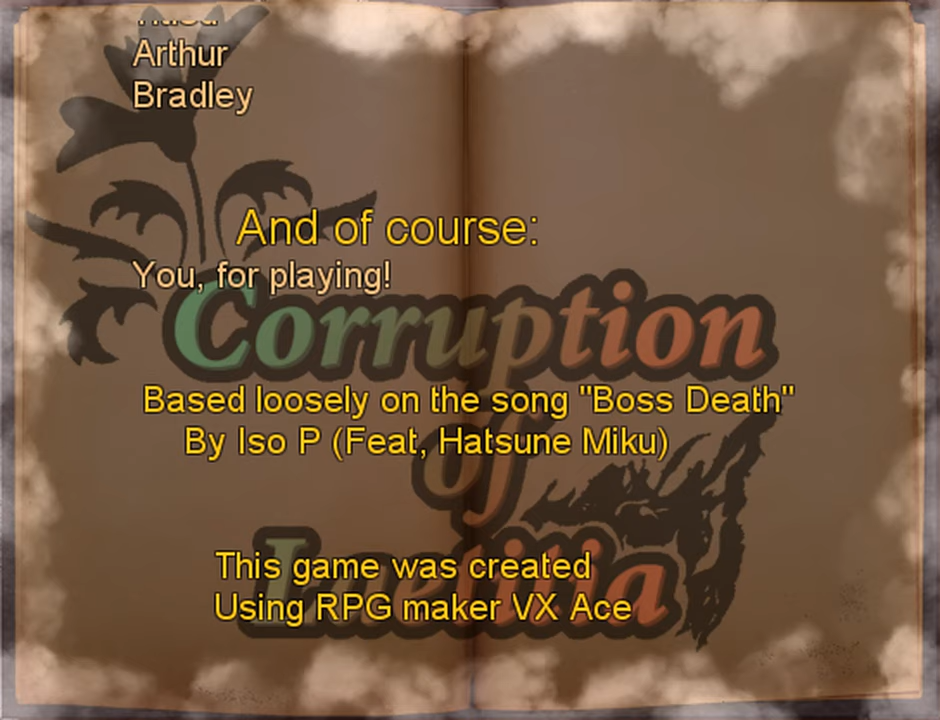 Arthur
Bradley
And of course:
You, for playing!
Corruption
Based loosely on the song "Boss Death"
By Iso P (Feat, Hatsune Miku)
of
This game was created
Laetitia
Using RPG maker VX Ace